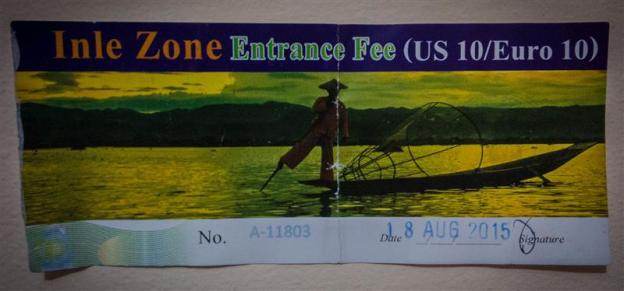 Inle Zone Entrance Fee (US 10/Euro 10)
No. A-11803 Date 18 AUG 2015 Signature